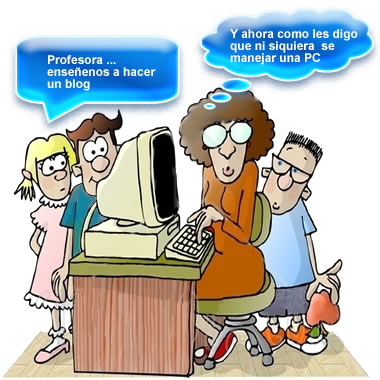 Profesora ...
enseñenos a hacer
un blog
Y ahora como les digo
que ni siquiera se
manejar una PC